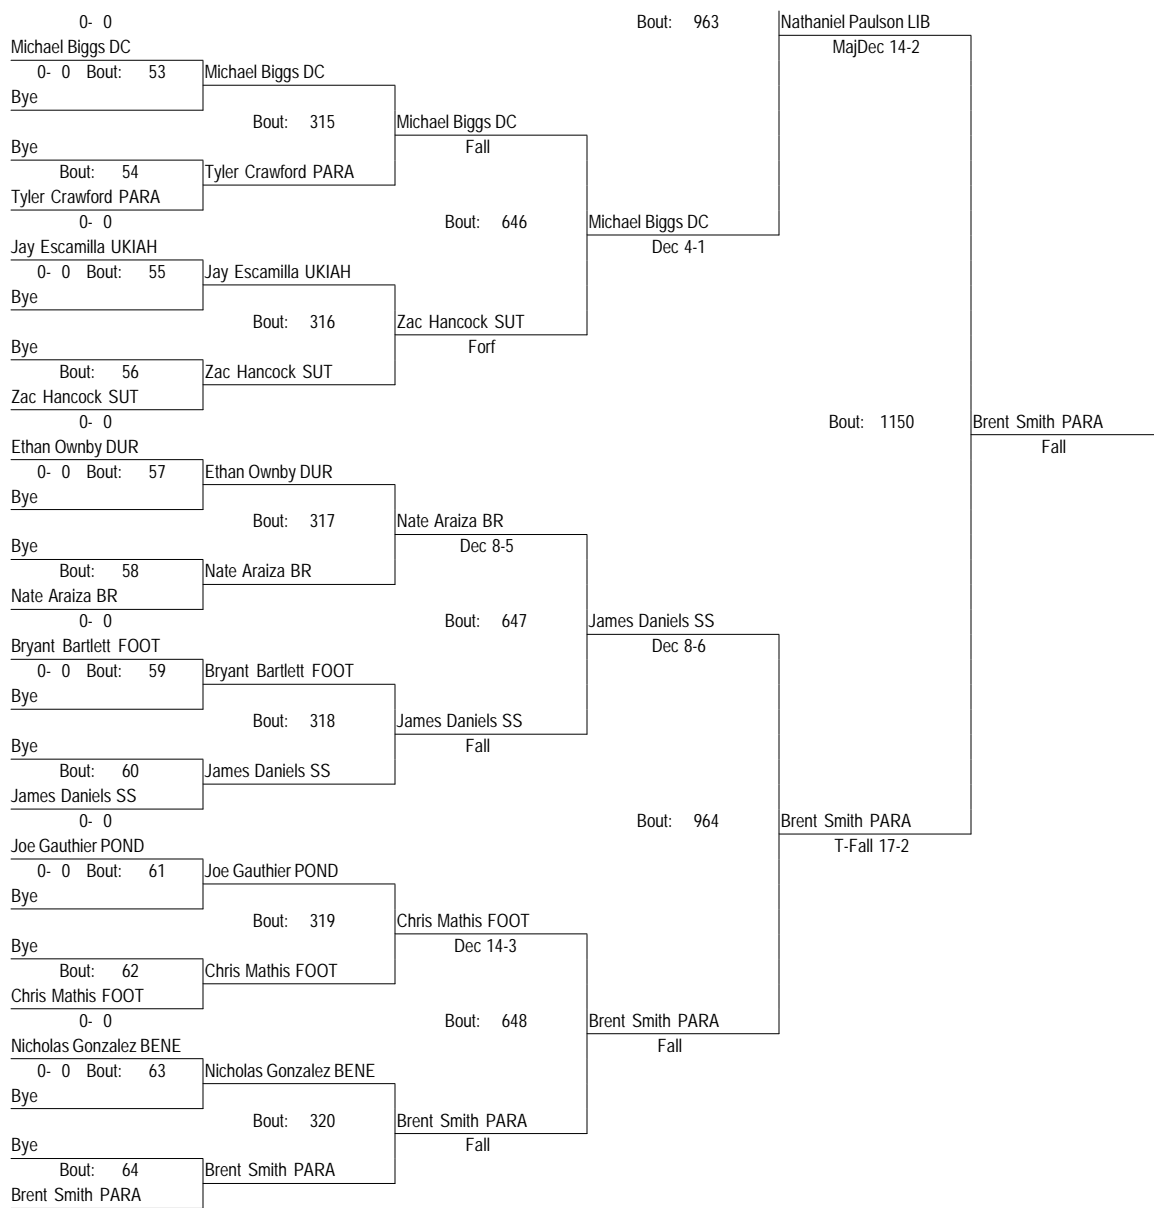 0- 0
Bout: 963
Nathaniel Paulson LIB
Michael Biggs DC
MajDec 14-2
0- 0 Bout: 53
Michael Biggs DC
Bye
Bout: 315
Michael Biggs DC
Bye
Fall
Bout: 54
Tyler Crawford PARA
Tyler Crawford PARA
0- 0
Bout: 646
Michael Biggs DC
Jay Escamilla UKIAH
Dec 4-1
0- 0 Bout: 55
Jay Escamilla UKIAH
Bye
Bout: 316
Zac Hancock SUT
Bye
Forf
Bout: 56
Zac Hancock SUT
Zac Hancock SUT
0- 0
Bout: 1150
Brent Smith PARA
Ethan Ownby DUR
Fall
0- 0 Bout: 57
Ethan Ownby DUR
Bye
Bout: 317
Nate Araiza BR
Bye
Dec 8-5
Bout: 58
Nate Araiza BR
Nate Araiza BR
0- 0
Bout: 647
James Daniels SS
Bryant Bartlett FOOT
Dec 8-6
0- 0 Bout: 59
Bryant Bartlett FOOT
Bye
Bout: 318
James Daniels SS
Bye
Fall
Bout: 60
James Daniels SS
James Daniels SS
0- 0
Bout: 964
Brent Smith PARA
Joe Gauthier POND
T-Fall 17-2
0- 0 Bout: 61
Joe Gauthier POND
Bye
Bout: 319
Chris Mathis FOOT
Bye
Dec 14-3
Bout: 62
Chris Mathis FOOT
Chris Mathis FOOT
0- 0
Bout: 648
Brent Smith PARA
Nicholas Gonzalez BENE
Fall
0- 0 Bout: 63
Nicholas Gonzalez BENE
Bye
Bout: 320
Brent Smith PARA
Bye
Fall
Bout: 64
Brent Smith PARA
Brent Smith PARA